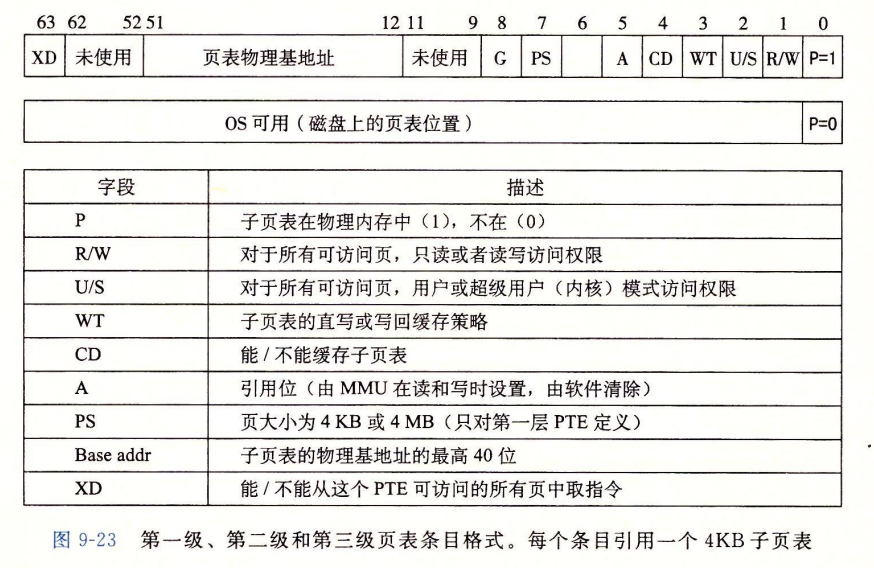 63 62 52 51 12 11 9 8 7 6 5 4 3 2 1 0
XD 未使用 页表物理基地址 未使用 G PS A CD WT U/S R/W P=1
OS 可用（磁盘上的页表位置） P=0
字段 描述
P 子页表在物理内存中（1），不在（0）
R/W 对于所有可访问页，只读或者读写访问权限
U/S 对于所有可访问页，用户或超级用户（内核）模式访问权限
WT 子页表的直写或写回缓存策略
CD 能 / 不能缓存子页表
A 引用位（由 MMU 在读和写时设置，由软件清除）
PS 页大小为 4 KB 或 4 MB（只对第一层 PTE 定义）
Base addr 子页表的物理基地址的最高 40 位
XD 能 / 不能从这个 PTE 可访问的所有页中取指令
图 9-23 第一级、第二级和第三级页表条目格式。每个条目引用一个 4KB 子页表